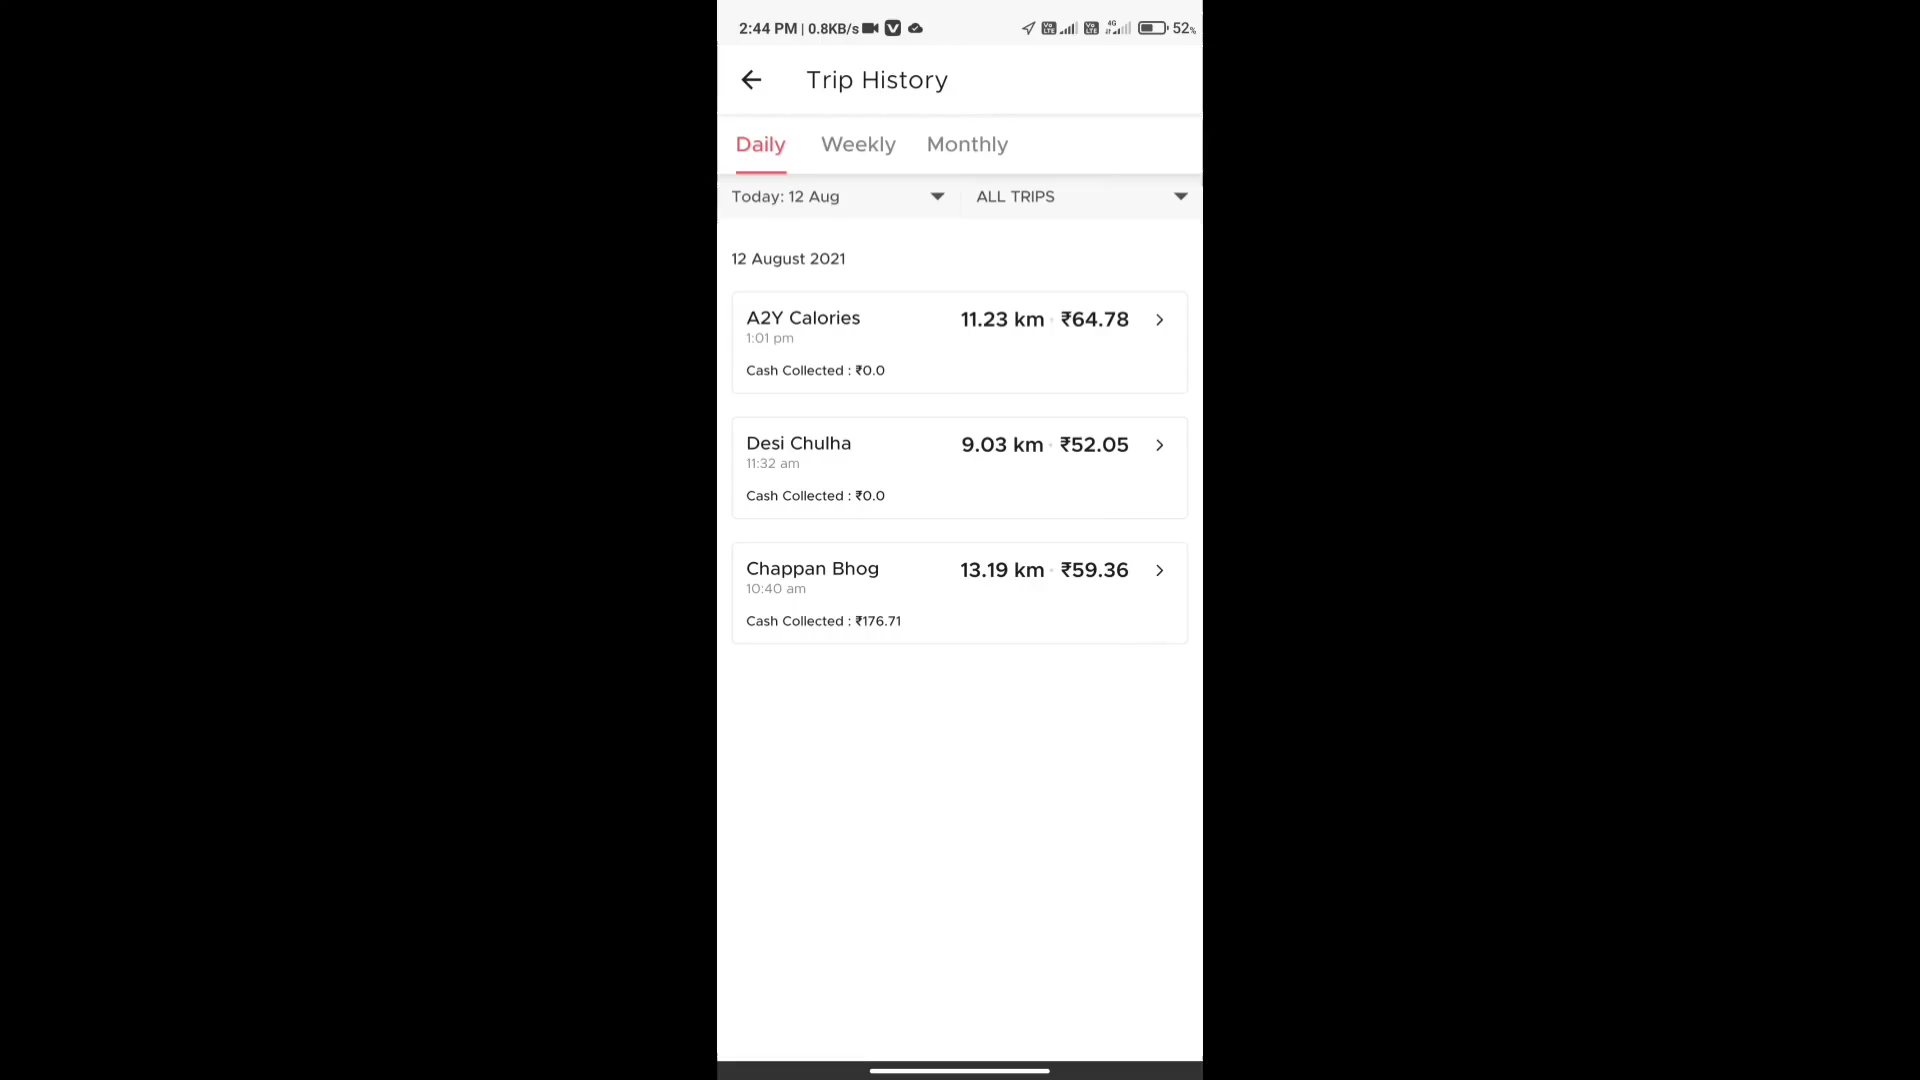 2:44 PM | 0.8KB/s V 4G 52%
Trip History
Daily Weekly Monthly
Today: 12 Aug ALL TRIPS
12 August 2021
A2Y Calories 11.23 km · ₹64.78
1:01 pm
Cash Collected : ₹0.0
Desi Chulha 9.03 km · ₹52.05
11:32 am
Cash Collected : ₹0.0
Chappan Bhog 13.19 km · ₹59.36
10:40 am
Cash Collected : ₹176.71